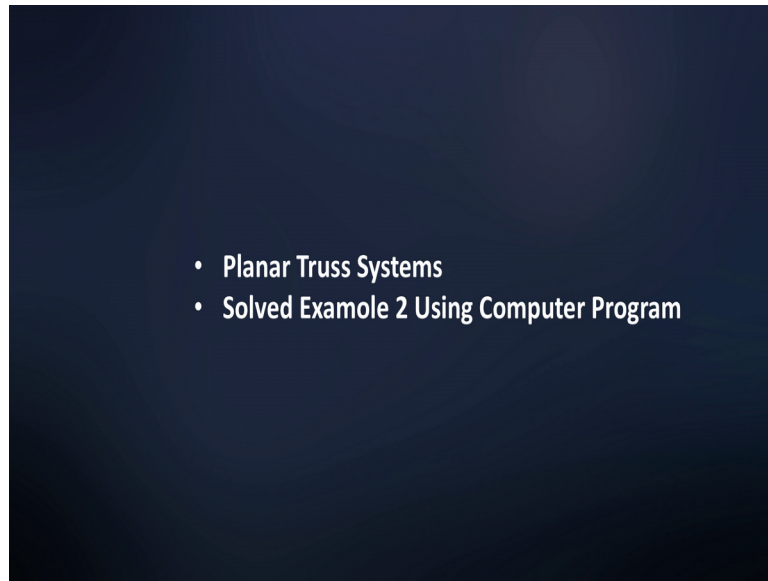 • Planar Truss Systems
• Solved Examole 2 Using Computer Program